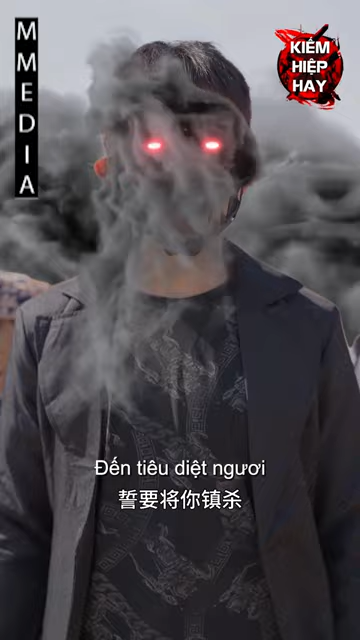 MMEDIA
KIẾM
HIỆP
HAY
Đến tiêu diệt ngươi
誓要将你镇杀